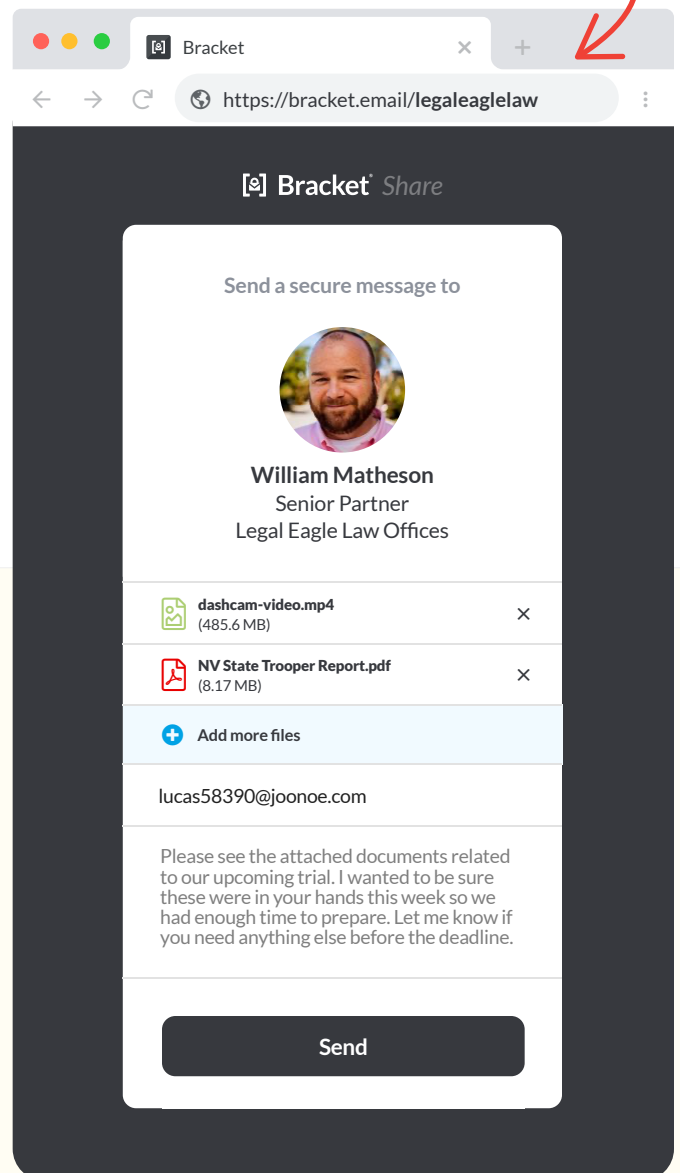 Bracket
https://bracket.email/legaleaglelaw
Bracket Share
Send a secure message to
William Matheson
Senior Partner
Legal Eagle Law Offices
dashcam-video.mp4
(485.6 MB)
NV State Trooper Report.pdf
(8.17 MB)
Add more files
lucas58390@joonoe.com
Please see the attached documents related
to our upcoming trial. I wanted to be sure
these were in your hands this week so we
had enough time to prepare. Let me know if
you need anything else before the deadline.
Send